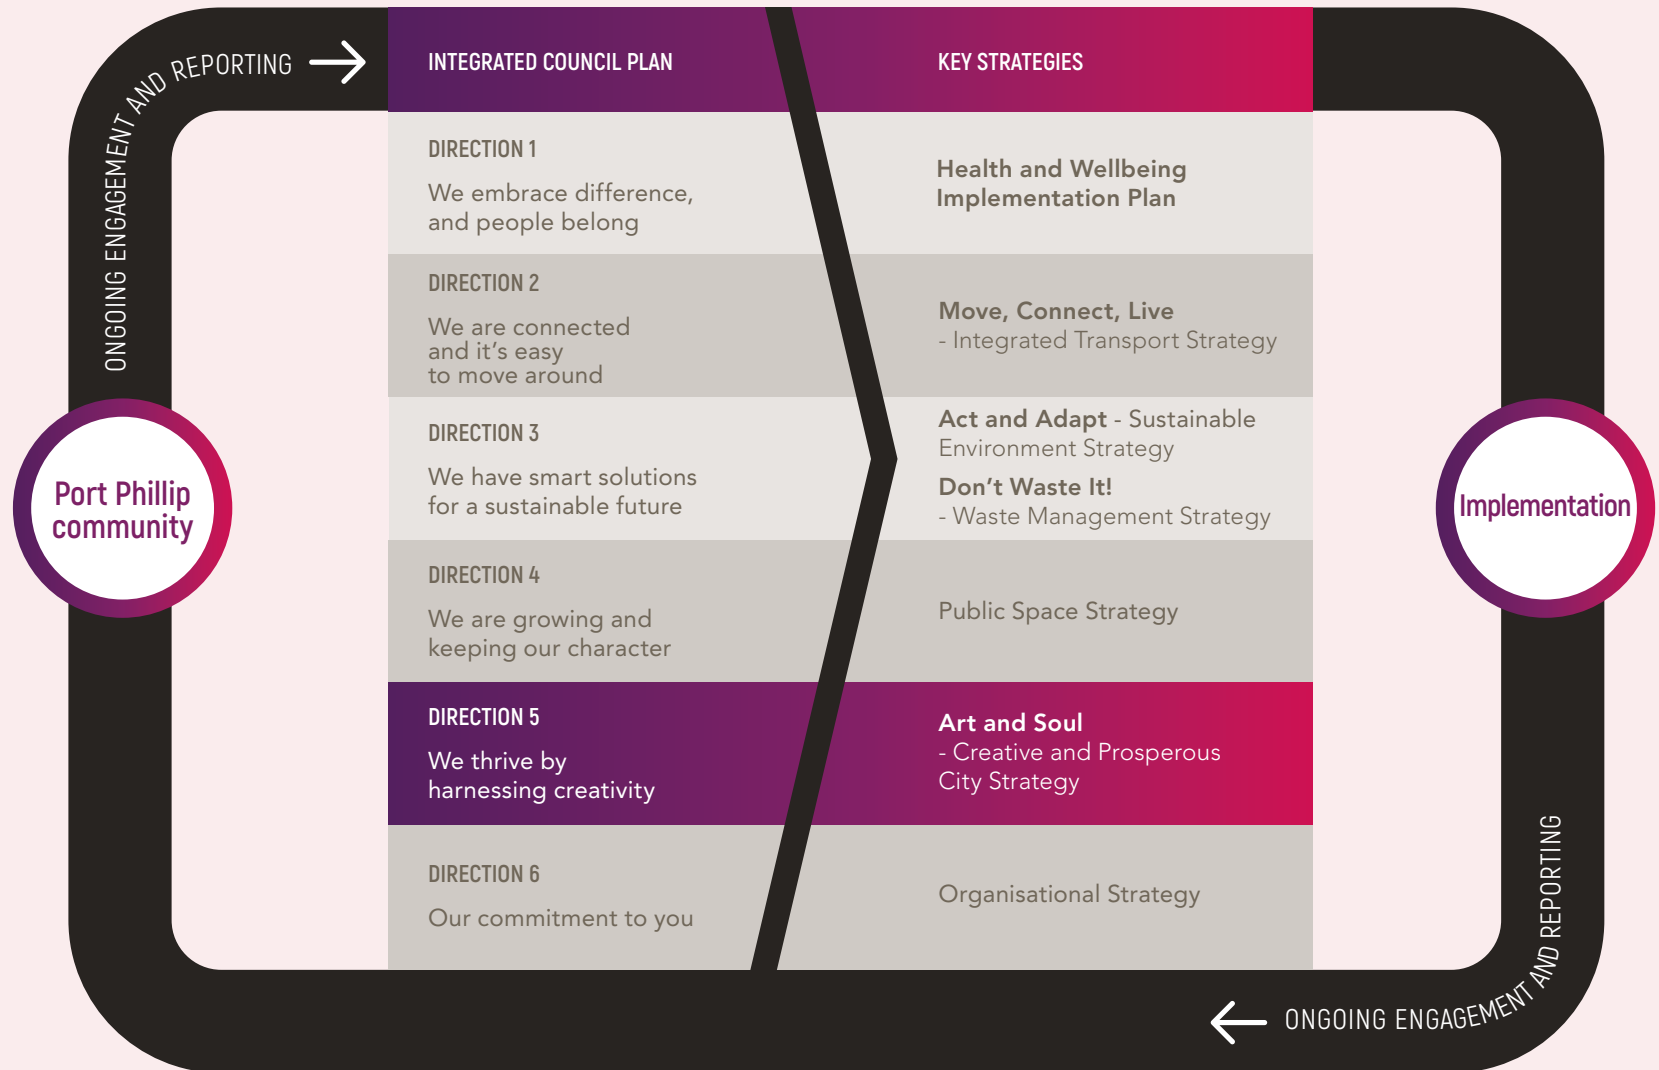 ONGOING ENGAGEMENT AND REPORTING
INTEGRATED COUNCIL PLAN
KEY STRATEGIES
DIRECTION 1
We embrace difference,
and people belong
Health and Wellbeing
Implementation Plan
DIRECTION 2
We are connected
and it's easy
to move around
Move, Connect, Live
- Integrated Transport Strategy
DIRECTION 3
We have smart solutions
for a sustainable future
Act and Adapt - Sustainable
Environment Strategy
Don't Waste It!
- Waste Management Strategy
Port Phillip
community
Implementation
DIRECTION 4
We are growing and
keeping our character
Public Space Strategy
DIRECTION 5
We thrive by
harnessing creativity
Art and Soul
- Creative and Prosperous
City Strategy
DIRECTION 6
Our commitment to you
Organisational Strategy
ONGOING ENGAGEMENT AND REPORTING